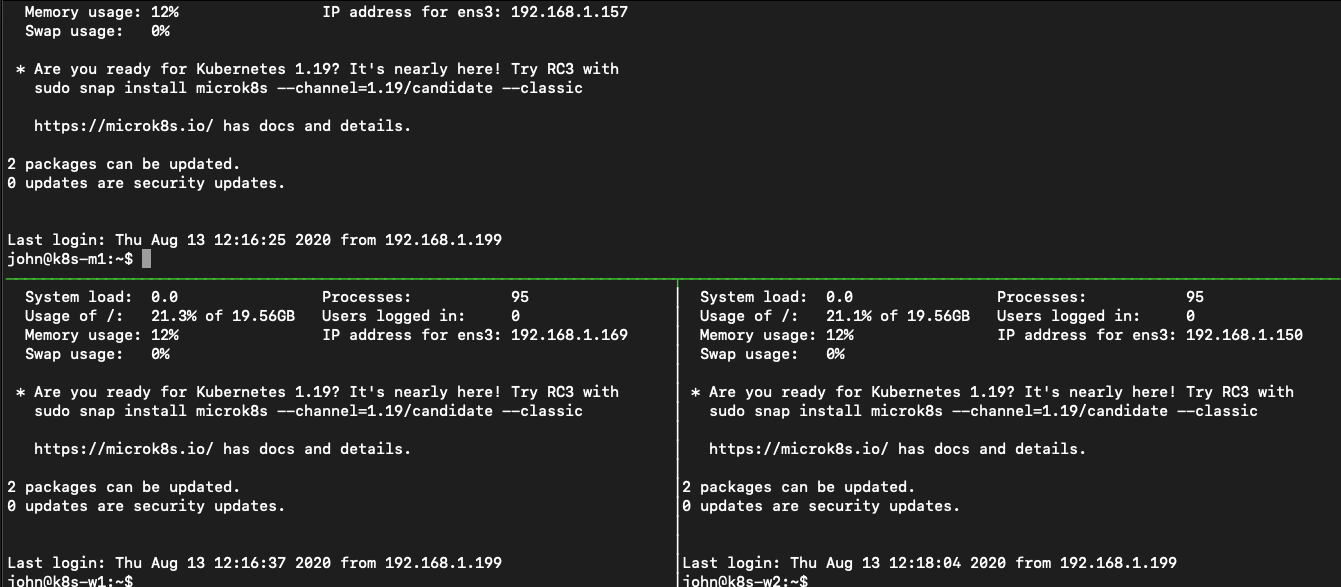 Memory usage: 12%                IP address for ens3: 192.168.1.157
Swap usage:   0%
* Are you ready for Kubernetes 1.19? It's nearly here! Try RC3 with
sudo snap install microk8s --channel=1.19/candidate --classic
https://microk8s.io/ has docs and details.
2 packages can be updated.
0 updates are security updates.
Last login: Thu Aug 13 12:16:25 2020 from 192.168.1.199
john@k8s-m1:~$
System load:  0.0                Processes:           95
Usage of /:   21.3% of 19.56GB   Users logged in:     0
Memory usage: 12%                IP address for ens3: 192.168.1.169
Swap usage:   0%
* Are you ready for Kubernetes 1.19? It's nearly here! Try RC3 with
sudo snap install microk8s --channel=1.19/candidate --classic
https://microk8s.io/ has docs and details.
2 packages can be updated.
0 updates are security updates.
Last login: Thu Aug 13 12:16:37 2020 from 192.168.1.199
john@k8s-w1:~$
System load:  0.0                Processes:           95
Usage of /:   21.1% of 19.56GB   Users logged in:     0
Memory usage: 12%                IP address for ens3: 192.168.1.150
Swap usage:   0%
* Are you ready for Kubernetes 1.19? It's nearly here! Try RC3 with
sudo snap install microk8s --channel=1.19/candidate --classic
https://microk8s.io/ has docs and details.
2 packages can be updated.
0 updates are security updates.
Last login: Thu Aug 13 12:18:04 2020 from 192.168.1.199
john@k8s-w2:~$